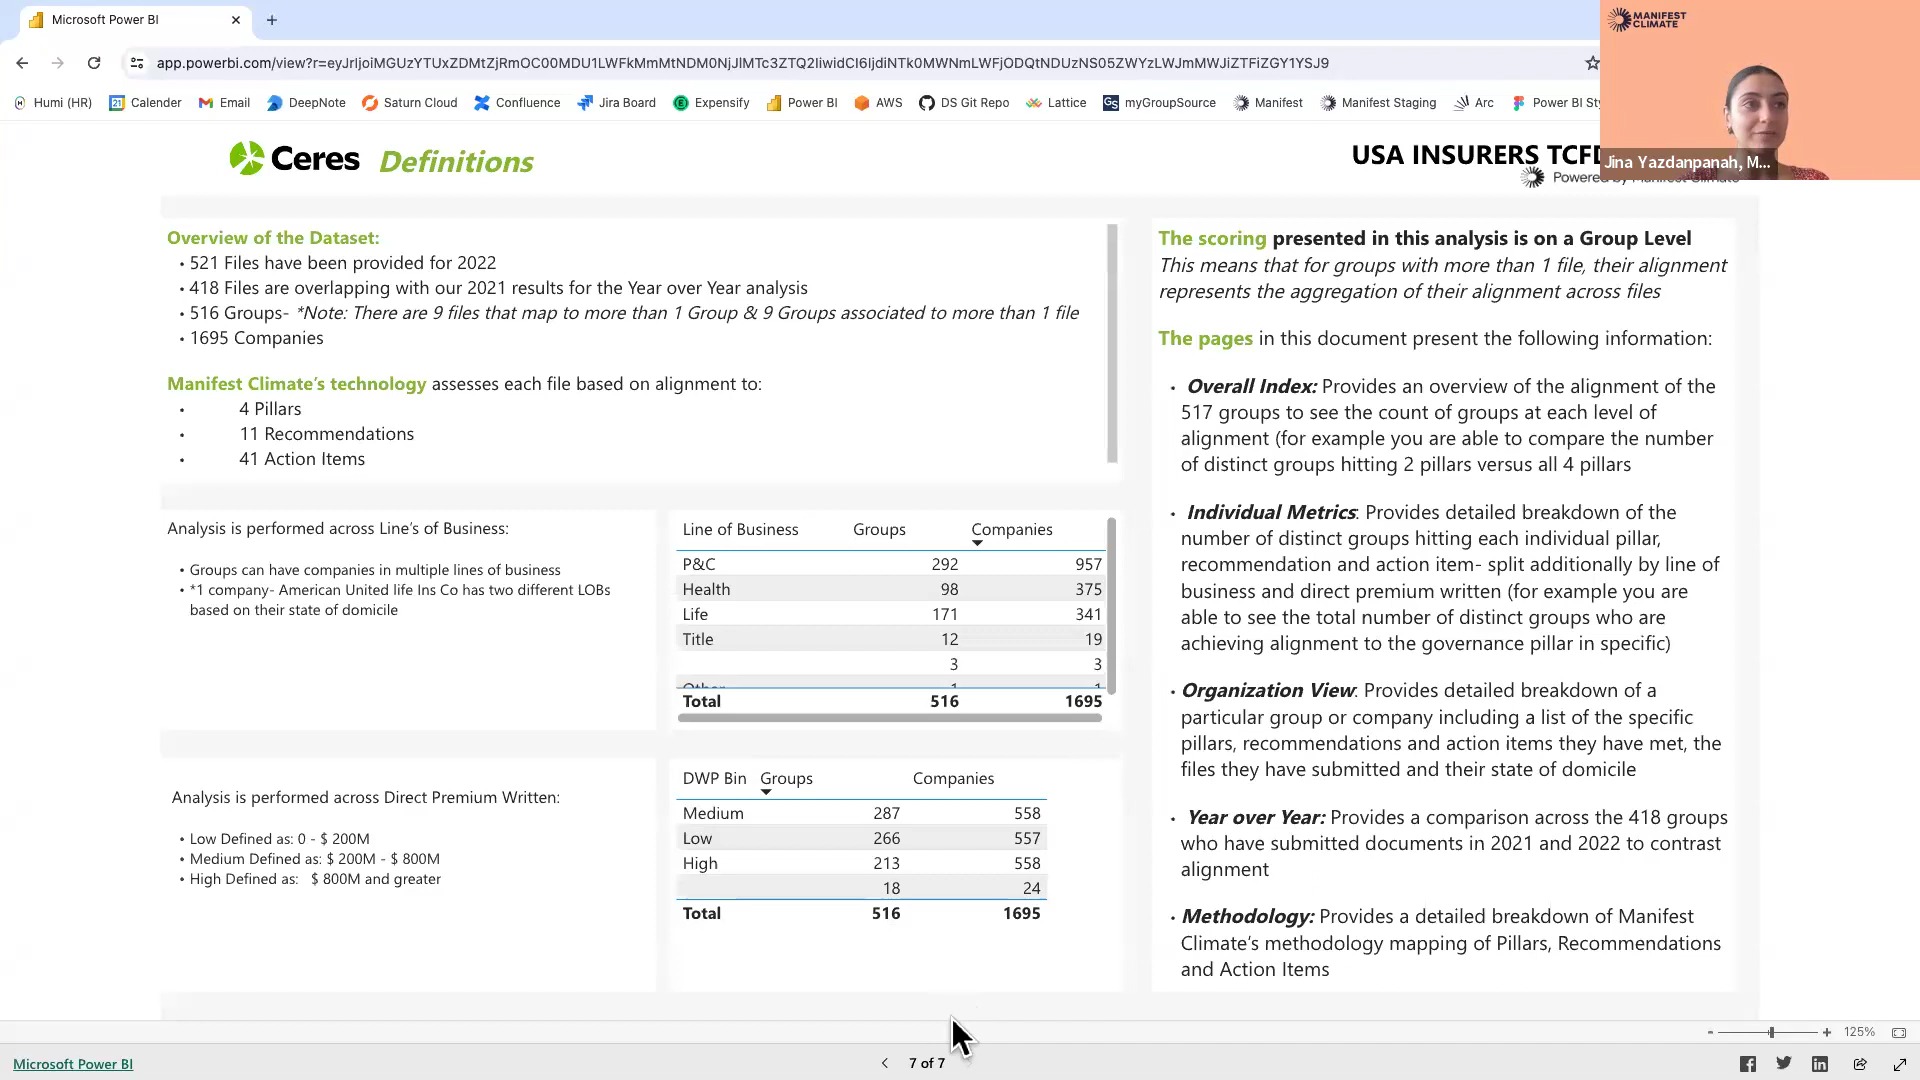 Microsoft Power BI
app.powerbi.com/view?r=eyJrIjoiMGUzYTUxZDMtZjRmOC00MDU1LWFkMmMtNDM0NjJlMTc3ZTQ2IiwidCI6IjdiNTk0MWNmLWFjODQtNDUzNS05ZWYzLWJmMWJiZTFiZGY1YSJ9
Humi (HR) Calender Email DeepNote Saturn Cloud Confluence Jira Board Expensify Power BI AWS DS Git Repo Lattice myGroupSource Manifest Manifest Staging Arc Power BI Sty
MANIFEST
CLIMATE
Jina Yazdanpanah, M...
Ceres Definitions
USA INSURERS TCFD
Powered by Manifest Climate
Overview of the Dataset:
• 521 Files have been provided for 2022
• 418 Files are overlapping with our 2021 results for the Year over Year analysis
• 516 Groups- *Note: There are 9 files that map to more than 1 Group & 9 Groups associated to more than 1 file
• 1695 Companies
Manifest Climate's technology assesses each file based on alignment to:
• 4 Pillars
• 11 Recommendations
• 41 Action Items
Analysis is performed across Line's of Business:
• Groups can have companies in multiple lines of business
• *1 company- American United life Ins Co has two different LOBs
based on their state of domicile
Line of Business Groups Companies
P&C 292 957
Health 98 375
Life 171 341
Title 12 19
3 3
Other 1 1
Total 516 1695
Analysis is performed across Direct Premium Written:
• Low Defined as: 0 - $ 200M
• Medium Defined as: $ 200M - $ 800M
• High Defined as: $ 800M and greater
DWP Bin Groups Companies
Medium 287 558
Low 266 557
High 213 558
18 24
Total 516 1695
The scoring presented in this analysis is on a Group Level
This means that for groups with more than 1 file, their alignment
represents the aggregation of their alignment across files
The pages in this document present the following information:
• Overall Index: Provides an overview of the alignment of the
517 groups to see the count of groups at each level of
alignment (for example you are able to compare the number
of distinct groups hitting 2 pillars versus all 4 pillars
• Individual Metrics: Provides detailed breakdown of the
number of distinct groups hitting each individual pillar,
recommendation and action item- split additionally by line of
business and direct premium written (for example you are
able to see the total number of distinct groups who are
achieving alignment to the governance pillar in specific)
• Organization View: Provides detailed breakdown of a
particular group or company including a list of the specific
pillars, recommendations and action items they have met, the
files they have submitted and their state of domicile
• Year over Year: Provides a comparison across the 418 groups
who have submitted documents in 2021 and 2022 to contrast
alignment
• Methodology: Provides a detailed breakdown of Manifest
Climate's methodology mapping of Pillars, Recommendations
and Action Items
- + 125%
Microsoft Power BI
< 7 of 7